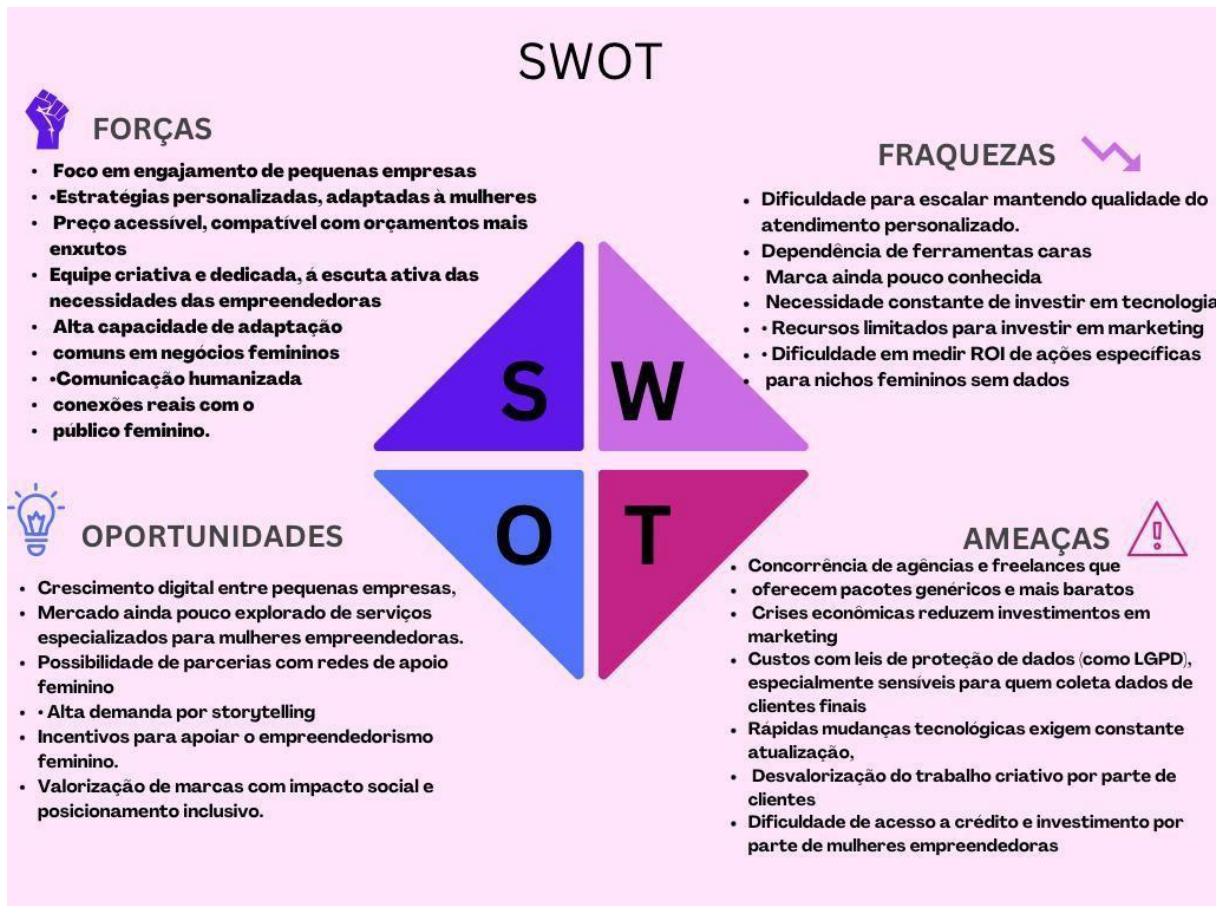 SWOT
FORÇAS
• Foco em engajamento de pequenas empresas
• •Estratégias personalizadas, adaptadas à mulheres
• Preço acessível, compatível com orçamentos mais
enxutos
• Equipe criativa e dedicada, á escuta ativa das
necessidades das empreendedoras
• Alta capacidade de adaptação
• comuns em negócios femininos
• •Comunicação humanizada
• conexões reais com o
• público feminino.
FRAQUEZAS
• Dificuldade para escalar mantendo qualidade do
atendimento personalizado.
• Dependência de ferramentas caras
• Marca ainda pouco conhecida
• Necessidade constante de investir em tecnologia
• • Recursos limitados para investir em marketing
• • Dificuldade em medir ROI de ações específicas
• para nichos femininos sem dados
S W
O T
OPORTUNIDADES
• Crescimento digital entre pequenas empresas,
• Mercado ainda pouco explorado de serviços
especializados para mulheres empreendedoras.
• Possibilidade de parcerias com redes de apoio
feminino
• • Alta demanda por storytelling
• Incentivos para apoiar o empreendedorismo
feminino.
• Valorização de marcas com impacto social e
posicionamento inclusivo.
AMEAÇAS
• Concorrência de agências e freelances que
• oferecem pacotes genéricos e mais baratos
• Crises econômicas reduzem investimentos em
marketing
• Custos com leis de proteção de dados (como LGPD),
especialmente sensíveis para quem coleta dados de
clientes finais
• Rápidas mudanças tecnológicas exigem constante
atualização,
• Desvalorização do trabalho criativo por parte de
clientes
• Dificuldade de acesso a crédito e investimento por
parte de mulheres empreendedoras